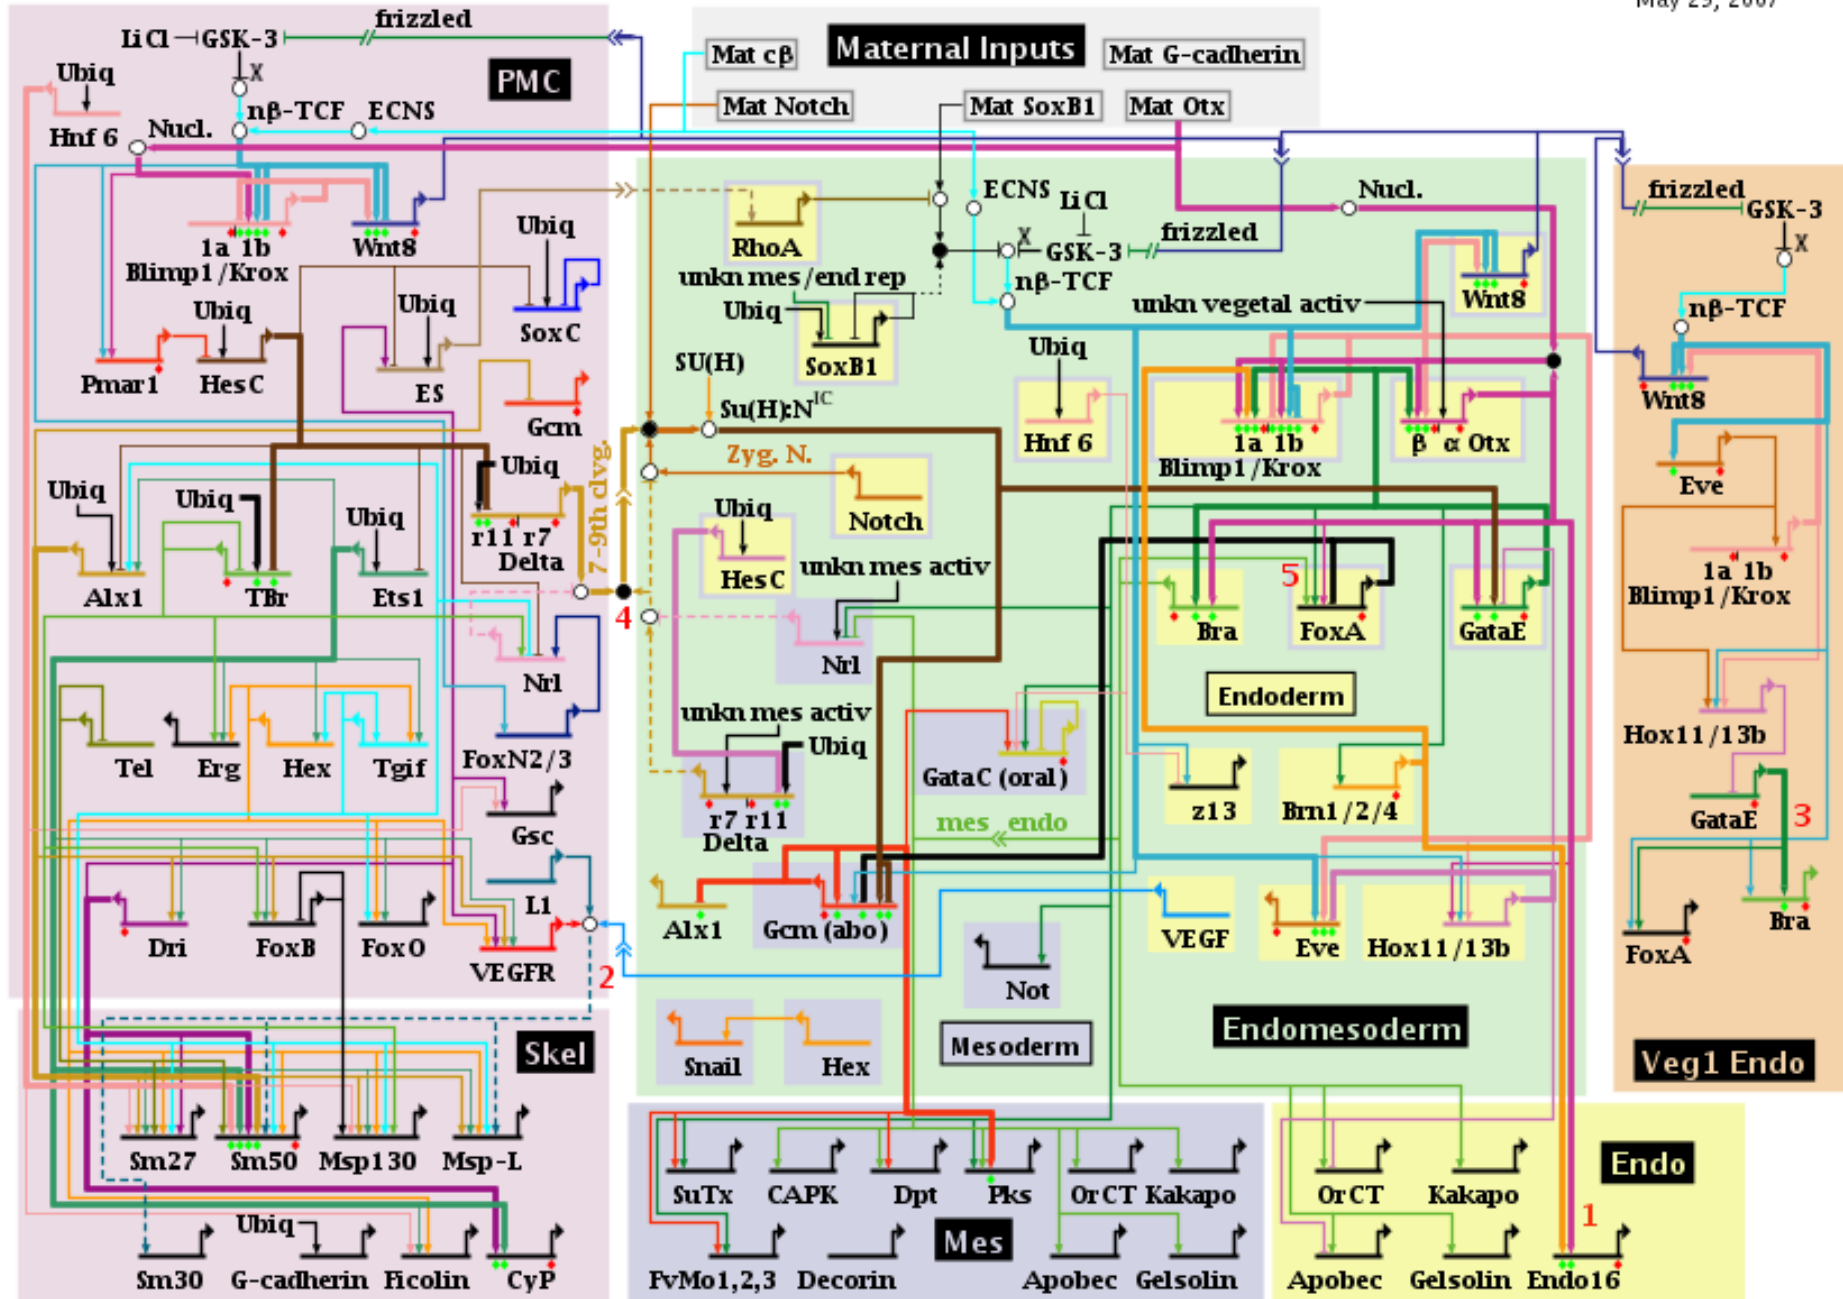 May 29, 2007
frizzled
LiCl GSK-3
Maternal Inputs
Mat cβ
Mat G-cadherin
Ubiq
X
PMC
Mat Notch
Mat SoxB1
Mat Otx
nβ-TCF
ECNS
Hnf 6
Nucl.
ECNS
LiCl
Nucl.
frizzled
GSK-3
X
Ubiq
RhoA
X
GSK-3
frizzled
1a 1b
Wnt8
Blimp1/Krox
unkn mes/end rep
nβ-TCF
Wnt8
nβ-TCF
Ubiq
Ubiq
SoxC
Ubiq
unkn vegetal activ
SoxB1
Ubiq
Pmar1
HesC
ES
SU(H)
Wnt8
Gcm
Su(H):N^IC
Hnf 6
1a 1b
β α Otx
Blimp1/Krox
Zyg. N.
Ubiq
Eve
Ubiq
Ubiq
Ubiq
7-9th clvg.
Notch
r11 r7
Delta
Ubiq
HesC
unkn mes activ
5
1a 1b
Blimp1/Krox
Alx1
TBr
Ets1
4
Bra
FoxA
GataE
Nrl
Nrl
Endoderm
unkn mes activ
Ubiq
Hox11/13b
Tel
Erg
Hex
Tgif
FoxN2/3
GataC (oral)
z13
Brn1/2/4
r7 r11
Delta
mes endo
GataE
3
Gsc
L1
Dri
FoxB
FoxO
VEGFR
2
Alx1
Gcm (abo)
VEGF
Eve
Hox11/13b
Bra
FoxA
Not
Skel
Snail
Hex
Mesoderm
Endomesoderm
Veg1 Endo
Sm27
Sm50
Msp130
Msp-L
SuTx
CAPK
Dpt
Pks
OrCT
Kakapo
OrCT
Kakapo
Endo
Ubiq
Mes
1
Sm30
G-cadherin
Ficolin
CyP
FvMo1,2,3
Decorin
Apobec
Gelsolin
Apobec
Gelsolin
Endo16